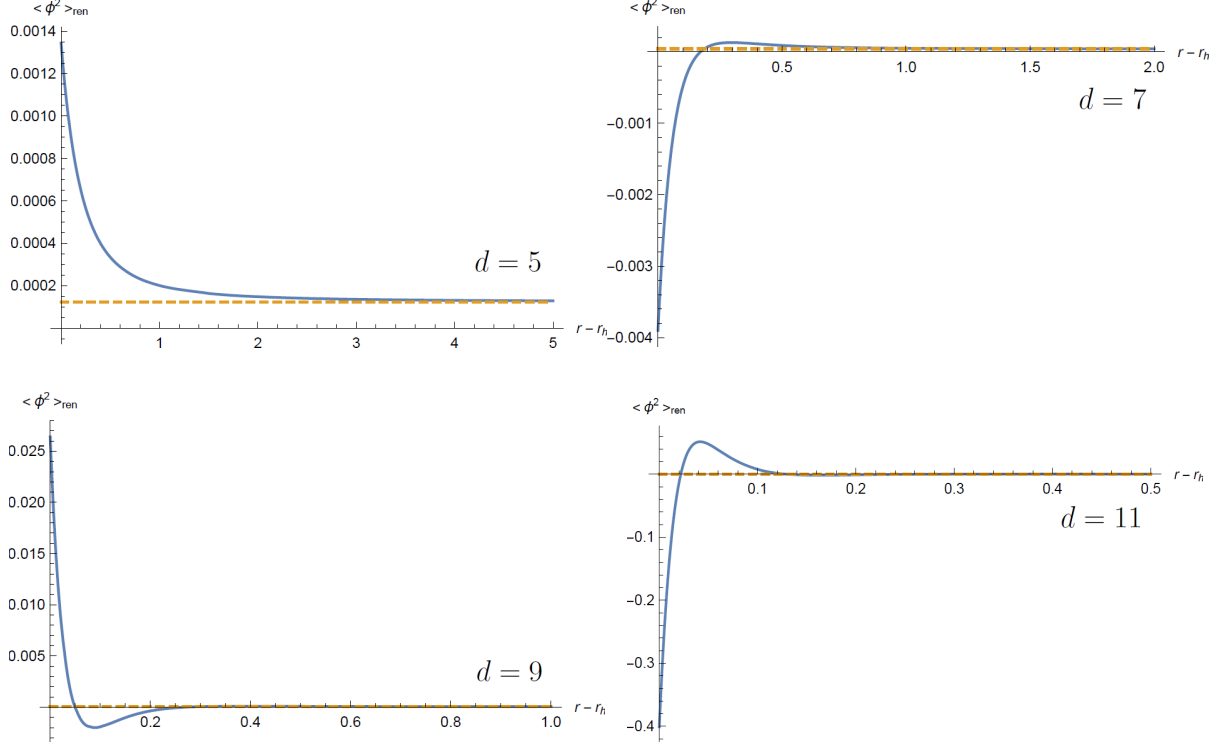 < ϕ² >ren
0.0014
0.0012
0.0010
0.0008
0.0006
0.0004
0.0002
1 2 3 4 5
r – rh
d = 5
< ϕ² >ren
0.5 1.0 1.5 2.0
r – rh
−0.001
−0.002
−0.003
−0.004
d = 7
< ϕ² >ren
0.025
0.020
0.015
0.010
0.005
0.2 0.4 0.6 0.8 1.0
r – rh
d = 9
< ϕ² >ren
0.1 0.2 0.3 0.4 0.5
r – rh
−0.1
−0.2
−0.3
−0.4
d = 11